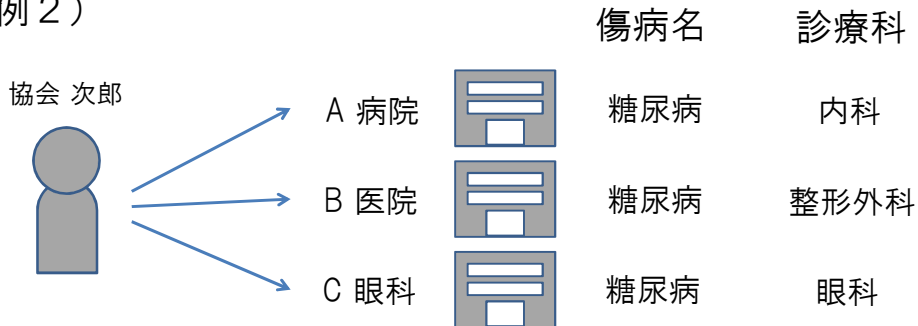 例２）
傷病名 診療科
協会 次郎
A 病院 糖尿病 内科
B 医院 糖尿病 整形外科
C 眼科 糖尿病 眼科